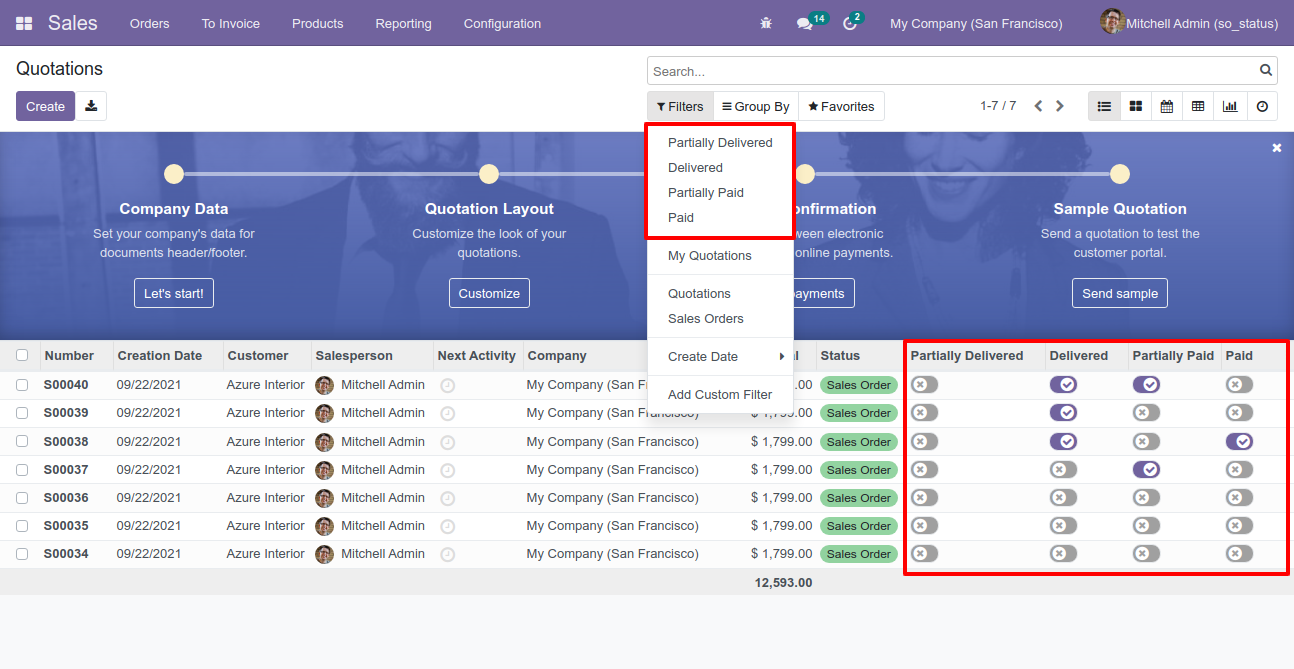 Sales Orders To Invoice Products Reporting Configuration 14 2 My Company (San Francisco) Mitchell Admin (so_status)
Quotations
Search...
Create Filters Group By Favorites 1-7 / 7
Partially Delivered
Delivered
Partially Paid
Paid
My Quotations
Quotations
Sales Orders
Create Date
Add Custom Filter
Company Data
Set your company's data for
documents header/footer.
Let's start!
Quotation Layout
Customize the look of your
quotations.
Customize
onfirmation
ween electronic
online payments.
payments
Sample Quotation
Send a quotation to test the
customer portal.
Send sample
Number Creation Date Customer Salesperson Next Activity Company Status Partially Delivered Delivered Partially Paid Paid
S00040 09/22/2021 Azure Interior Mitchell Admin My Company (San F .00 Sales Order
S00039 09/22/2021 Azure Interior Mitchell Admin My Company (San Francisco) $ 1,799.00 Sales Order
S00038 09/22/2021 Azure Interior Mitchell Admin My Company (San Francisco) $ 1,799.00 Sales Order
S00037 09/22/2021 Azure Interior Mitchell Admin My Company (San Francisco) $ 1,799.00 Sales Order
S00036 09/22/2021 Azure Interior Mitchell Admin My Company (San Francisco) $ 1,799.00 Sales Order
S00035 09/22/2021 Azure Interior Mitchell Admin My Company (San Francisco) $ 1,799.00 Sales Order
S00034 09/22/2021 Azure Interior Mitchell Admin My Company (San Francisco) $ 1,799.00 Sales Order
12,593.00